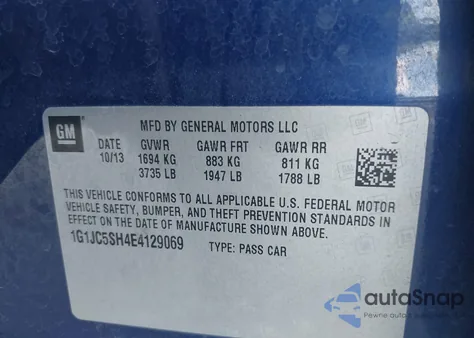 GM
MFD BY GENERAL MOTORS LLC
DATE GVWR GAWR FRT GAWR RR
10/13 1694 KG 883 KG 811 KG
3735 LB 1947 LB 1788 LB
THIS VEHICLE CONFORMS TO ALL APPLICABLE U.S. FEDERAL MOTOR
VEHICLE SAFETY, BUMPER, AND THEFT PREVENTION STANDARDS IN
EFFECT ON THE DATE OF MANUFACTURE SHOWN ABOVE.
1G1JC5SH4E4129069 TYPE: PASS CAR
autoSnap
Pewne auto